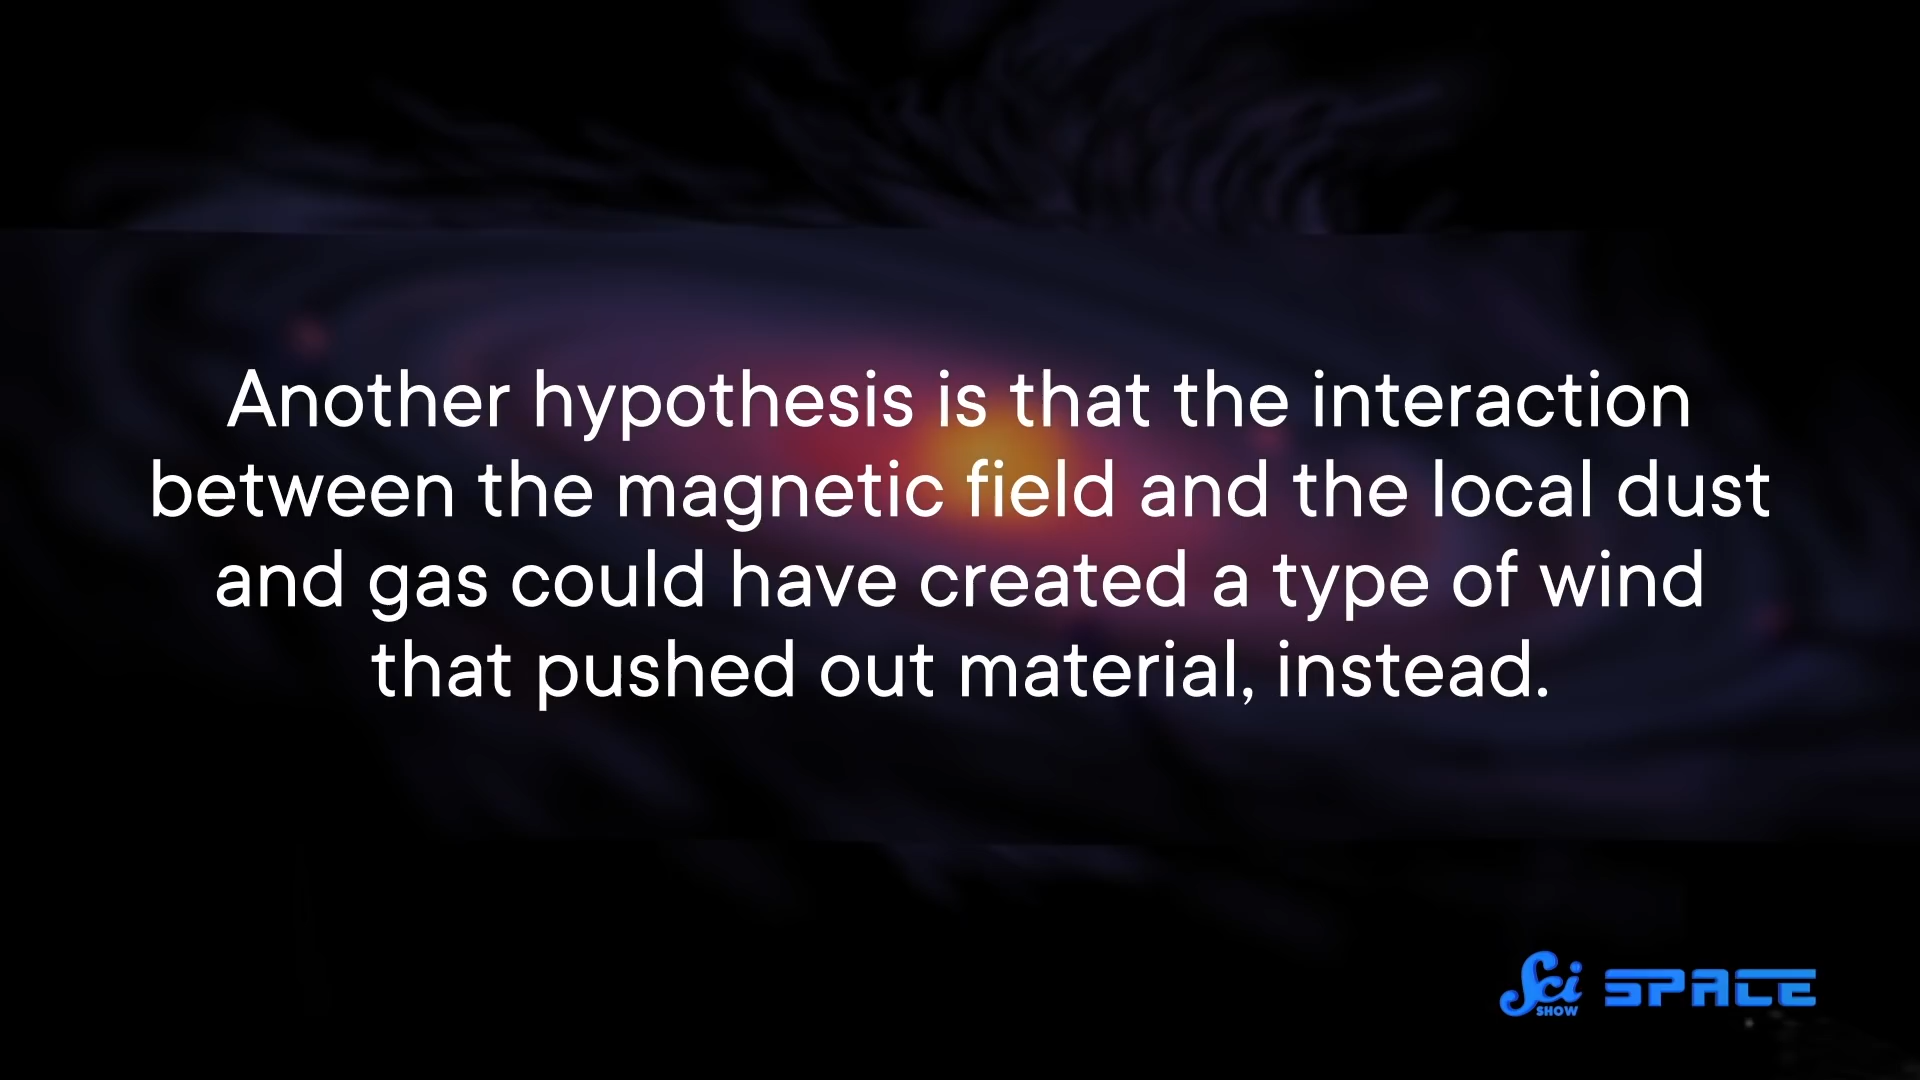 Another hypothesis is that the interaction
between the magnetic field and the local dust
and gas could have created a type of wind
that pushed out material, instead.
Sci SHOW SPACE